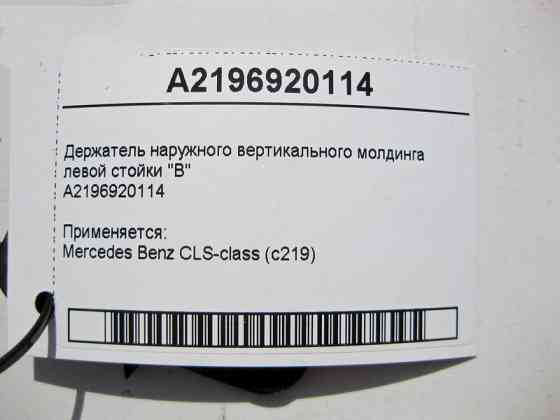 A2196920114
Держатель наружного вертикального молдинга
левой стойки "B"
A2196920114
Применяется:
Mercedes Benz CLS-class (c219)